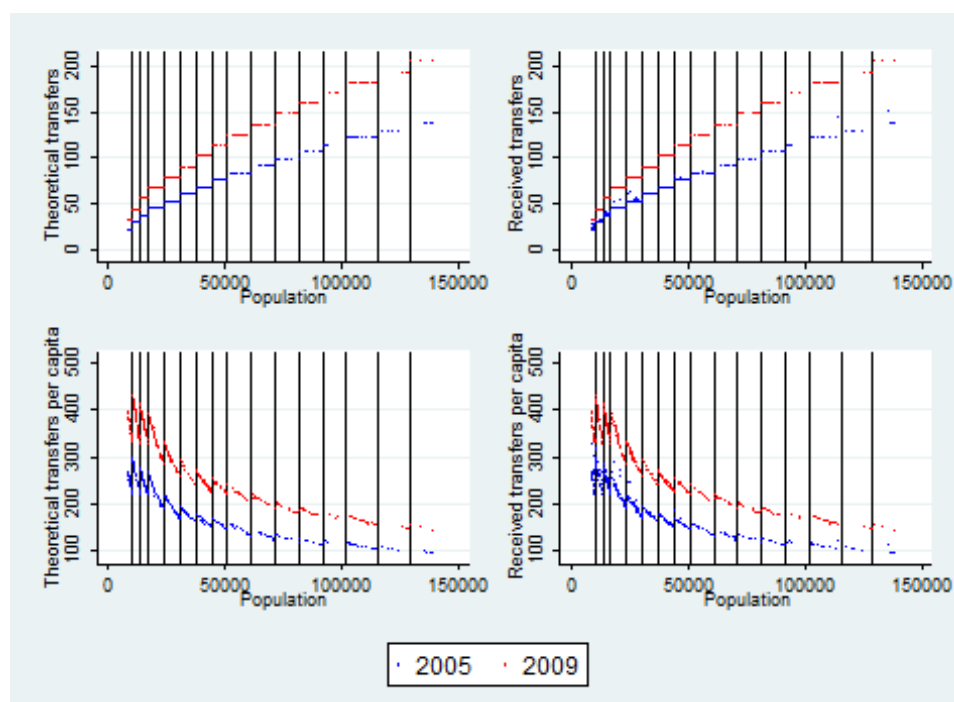 Theoretical transfers
200
150
100
50
0
0 50000 100000 150000
Population
Received transfers
200
150
100
50
0
0 50000 100000 150000
Population
Theoretical transfers per capita
500
400
300
200
100
0 50000 100000 150000
Population
Received transfers per capita
500
400
300
200
100
0 50000 100000 150000
Population
2005 2009